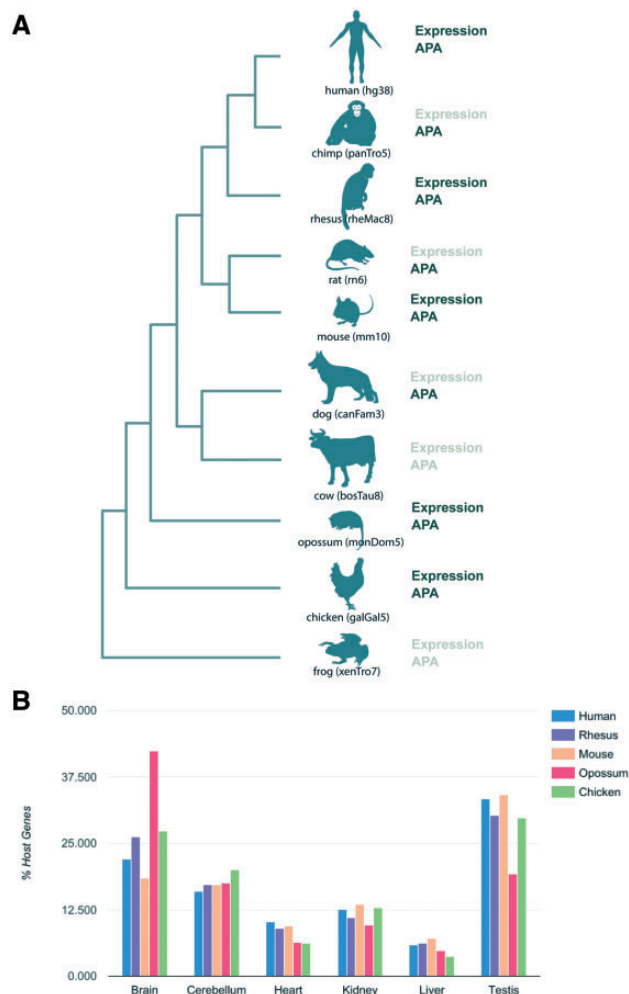 A
Expression
APA
human (hg38)
Expression
APA
chimp (panTro5)
Expression
APA
rhesus (rheMac8)
Expression
APA
rat (rn6)
Expression
APA
mouse (mm10)
Expression
APA
dog (canFam3)
Expression
APA
cow (bosTau8)
Expression
APA
opossum (monDom5)
Expression
APA
chicken (galGal5)
Expression
APA
frog (xenTro7)
B
50.000
37.500
25.000
12.500
0.000
% Host Genes
Human
Rhesus
Mouse
Opossum
Chicken
Brain Cerebellum Heart Kidney Liver Testis